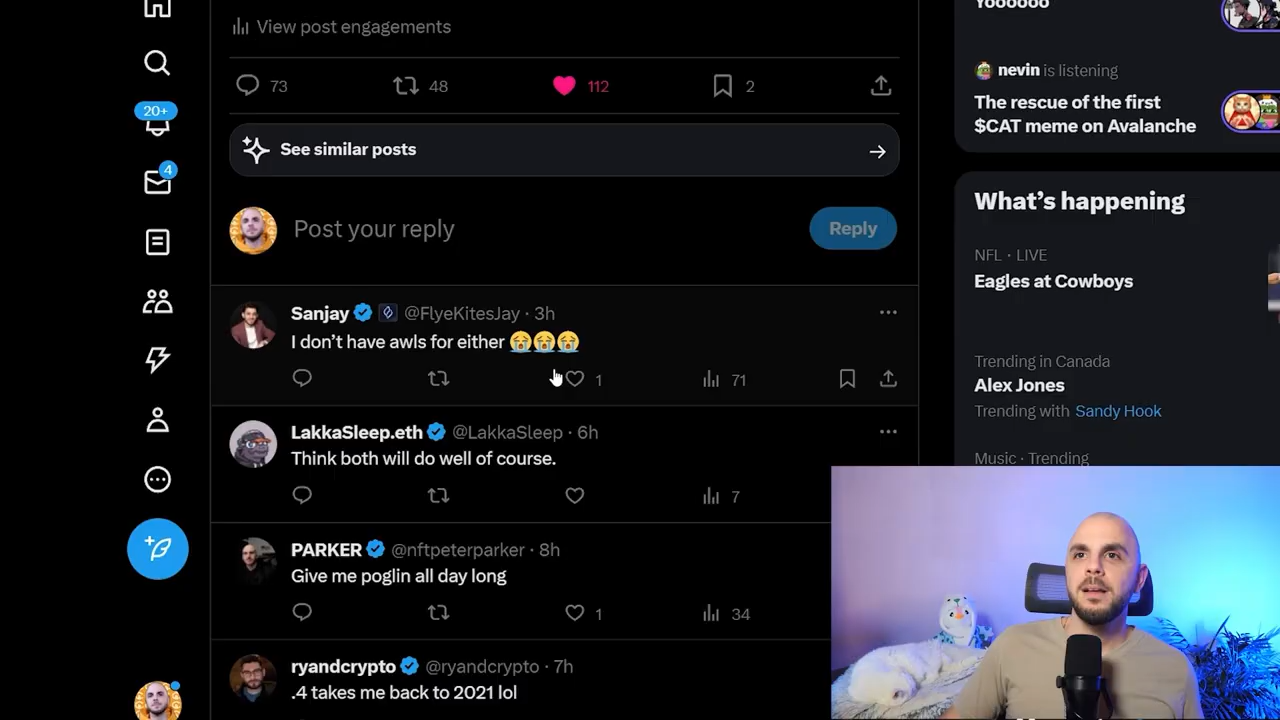 Yoooooo
View post engagements
73 48 112 2
nevin is listening
The rescue of the first
$CAT meme on Avalanche
20+
See similar posts
4
What’s happening
Post your reply
Reply
NFL · LIVE
Eagles at Cowboys
Sanjay @FlyeKitesJay · 3h
I don’t have awls for either 😭😭😭
1 71
Trending in Canada
Alex Jones
Trending with Sandy Hook
LakkaSleep.eth @LakkaSleep · 6h
Think both will do well of course.
7
Music · Trending
PARKER @nftpeterparker · 8h
Give me poglin all day long
1 34
ryandcrypto @ryandcrypto · 7h
.4 takes me back to 2021 lol